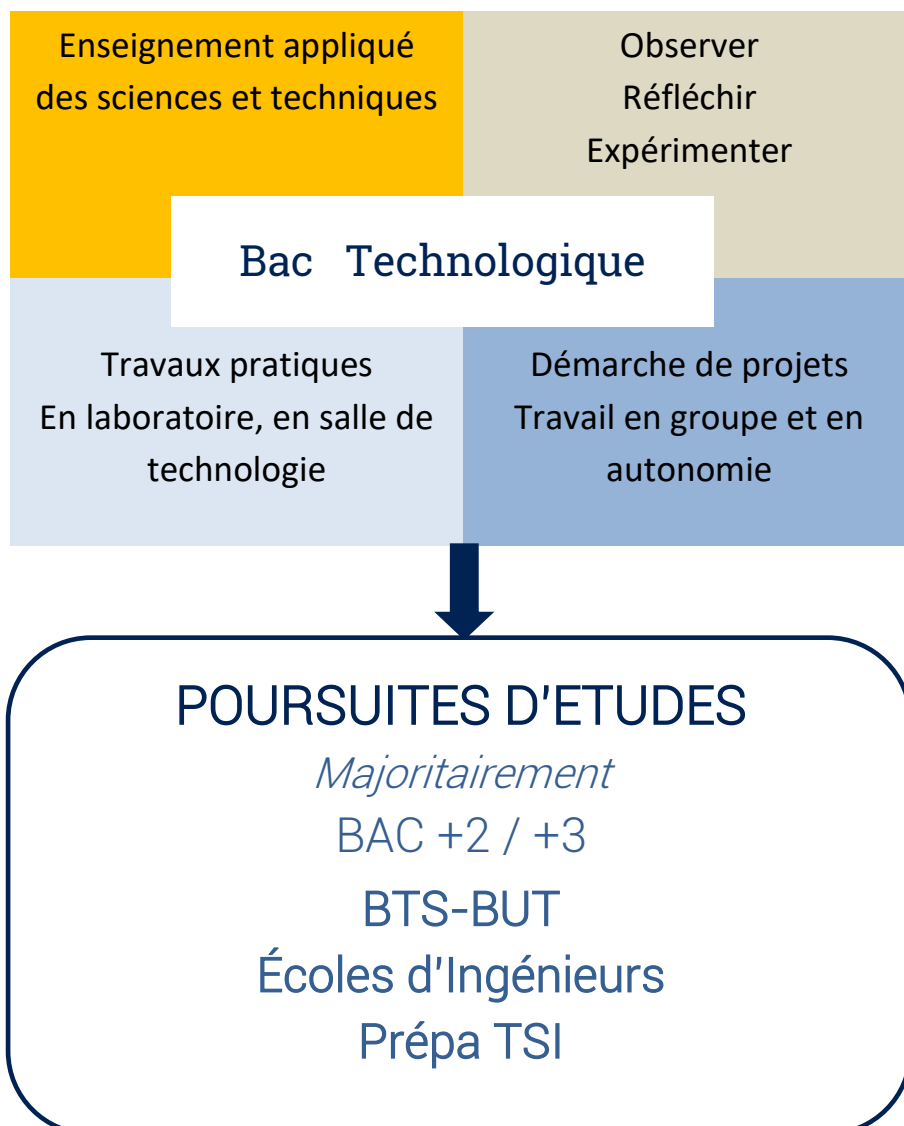 Enseignement appliqué
des sciences et techniques
Observer
Réfléchir
Expérimenter
Bac Technologique
Travaux pratiques
En laboratoire, en salle de
technologie
Démarche de projets
Travail en groupe et en
autonomie
POURSUITES D'ETUDES
Majoritairement
BAC +2 / +3
BTS-BUT
Écoles d'Ingénieurs
Prépa TSI